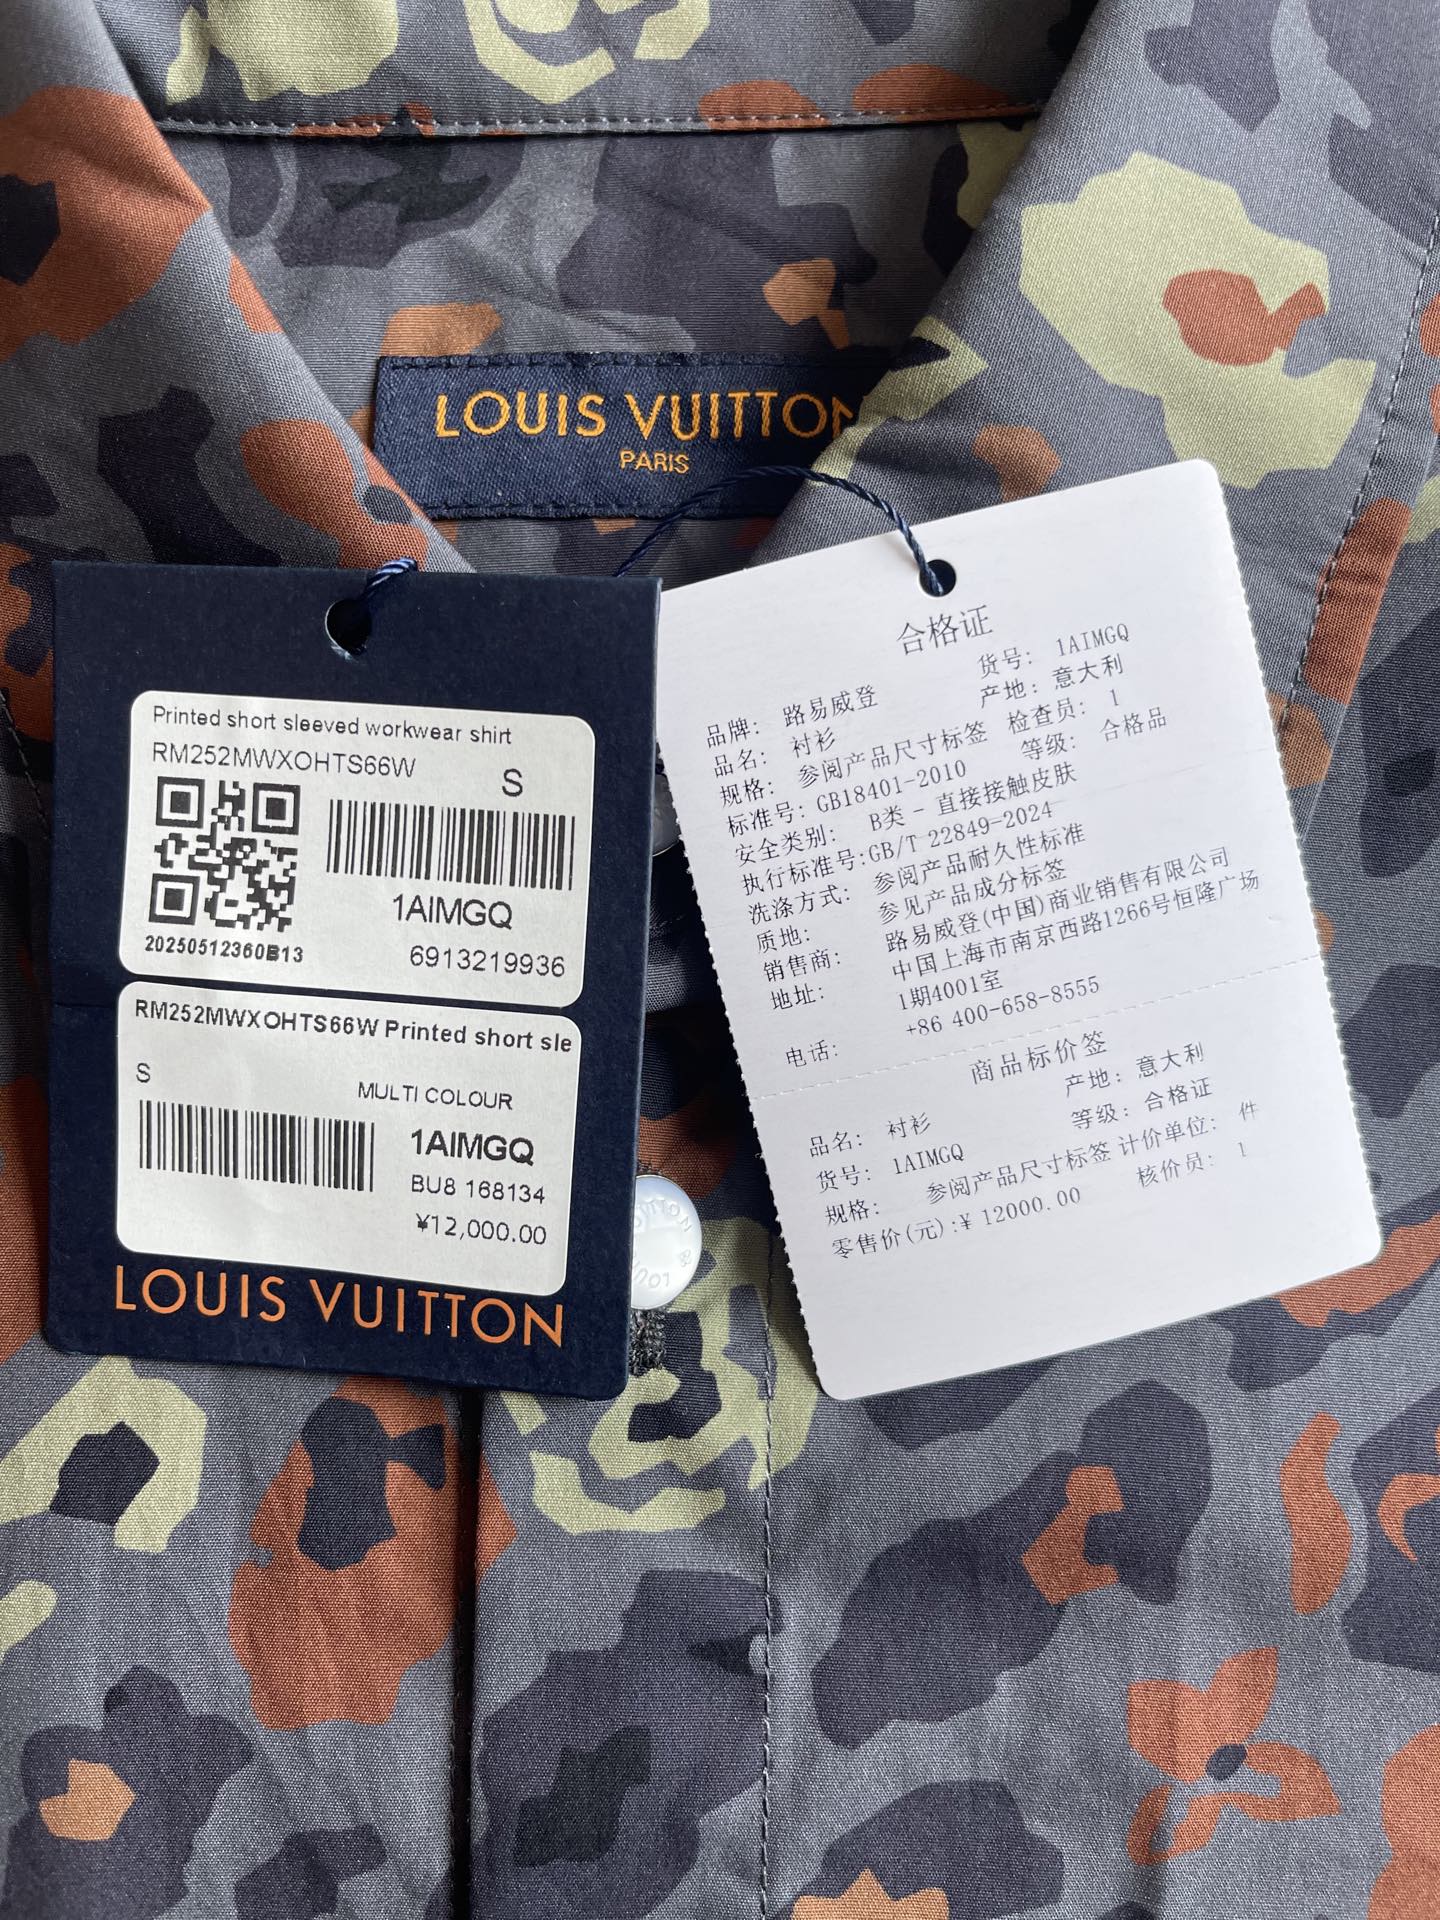 LOUIS VUITTON
PARIS
Printed short sleeved workwear shirt
RM252MWXOHTS66W
S
1AIMGQ
20250512360B13
6913219936
RM252MWXOHTS66W Printed short sle
S
MULTI COLOUR
1AIMGQ
BU8 168134
¥12,000.00
LOUIS VUITTON
合格证
货号: 1AIMGQ
品牌: 路易威登 产地: 意大利
品名: 衬衫 检查员: 1
规格: 参阅产品尺寸标签 等级: 合格品
标准号: GB18401-2010
安全类别: B类 - 直接接触皮肤
执行标准号:GB/T 22849-2024
洗涤方式: 参阅产品耐久性标准
质地: 参见产品成分标签
销售商: 路易威登(中国)商业销售有限公司
地址: 中国上海市南京西路1266号恒隆广场
1期4001室
电话: +86 400-658-8555
商品标价签
产地: 意大利
品名: 衬衫 等级: 合格证
货号: 1AIMGQ 计价单位: 件
规格: 参阅产品尺寸标签 核价员: 1
零售价(元):¥ 12000.00